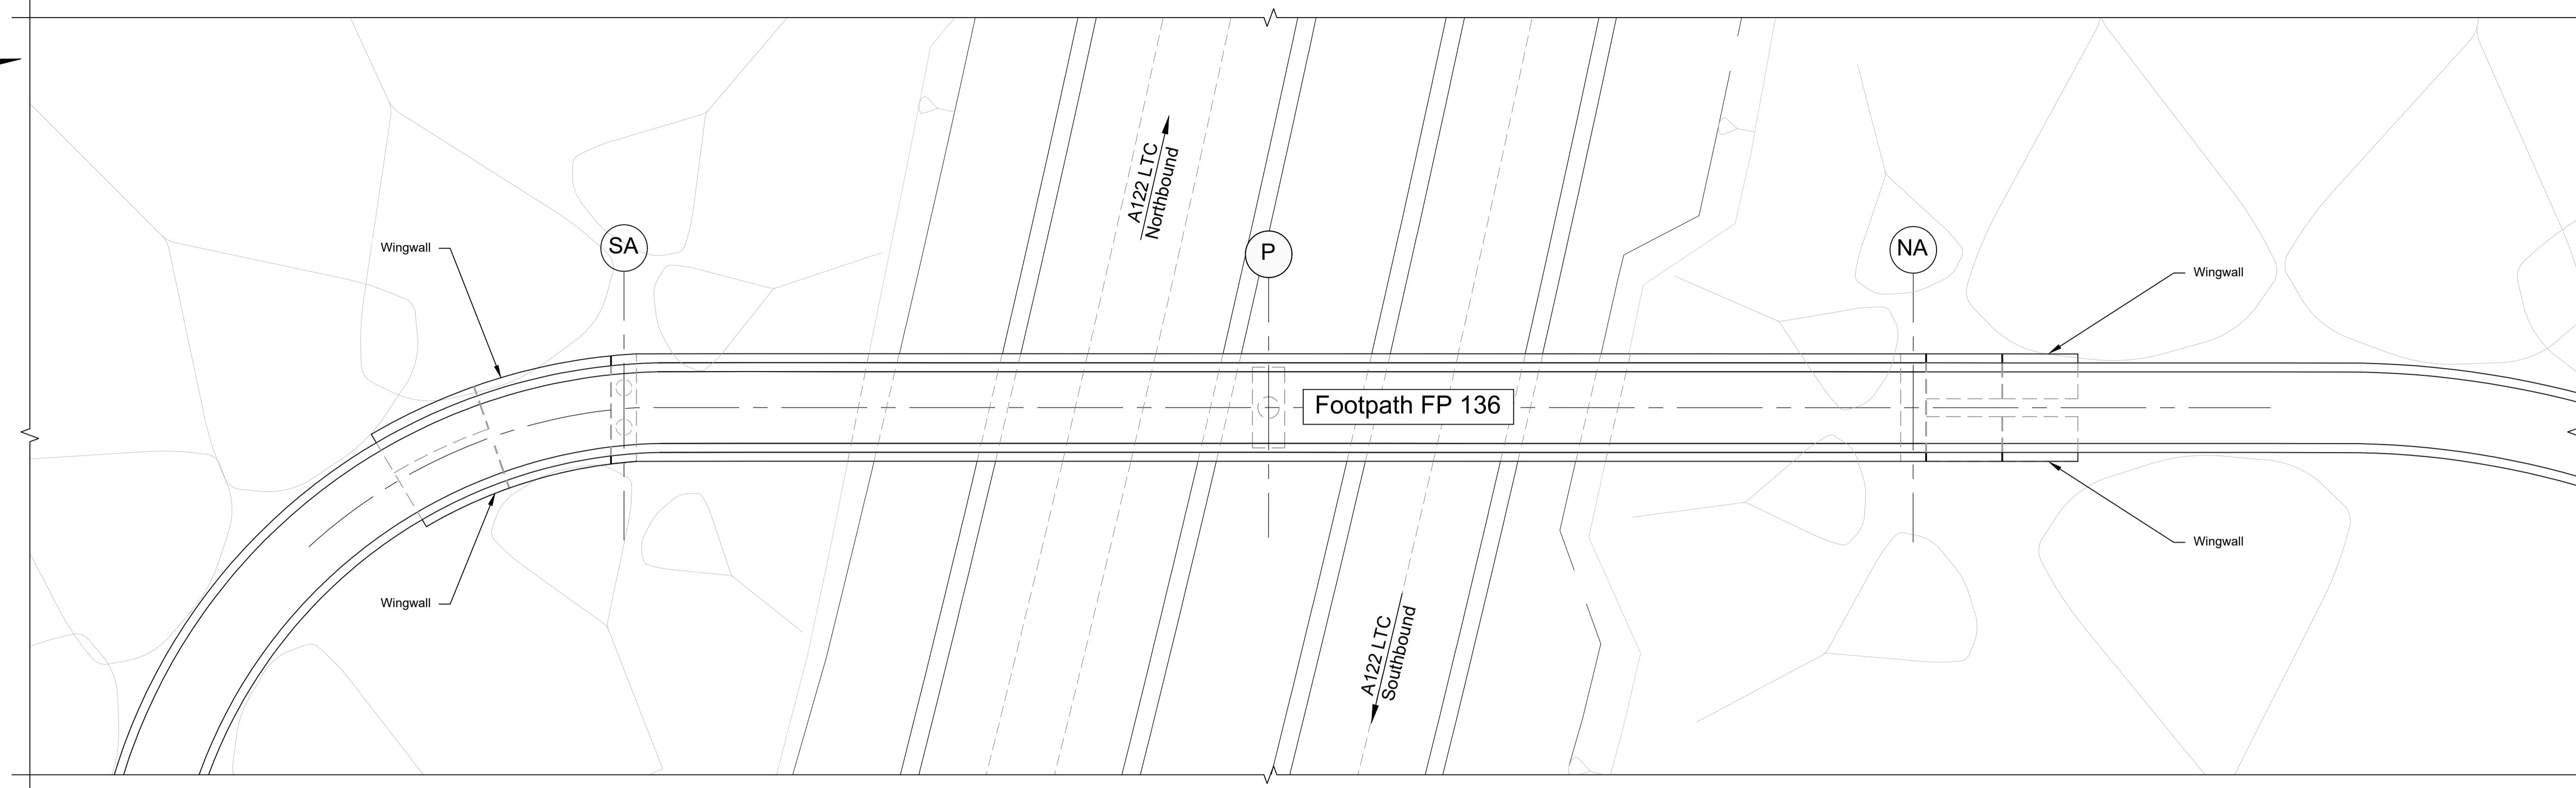 A122 LTC
Northbound
Wingwall
SA
P
NA
Wingwall
Footpath FP 136
Wingwall
Wingwall
A122 LTC
Southbound